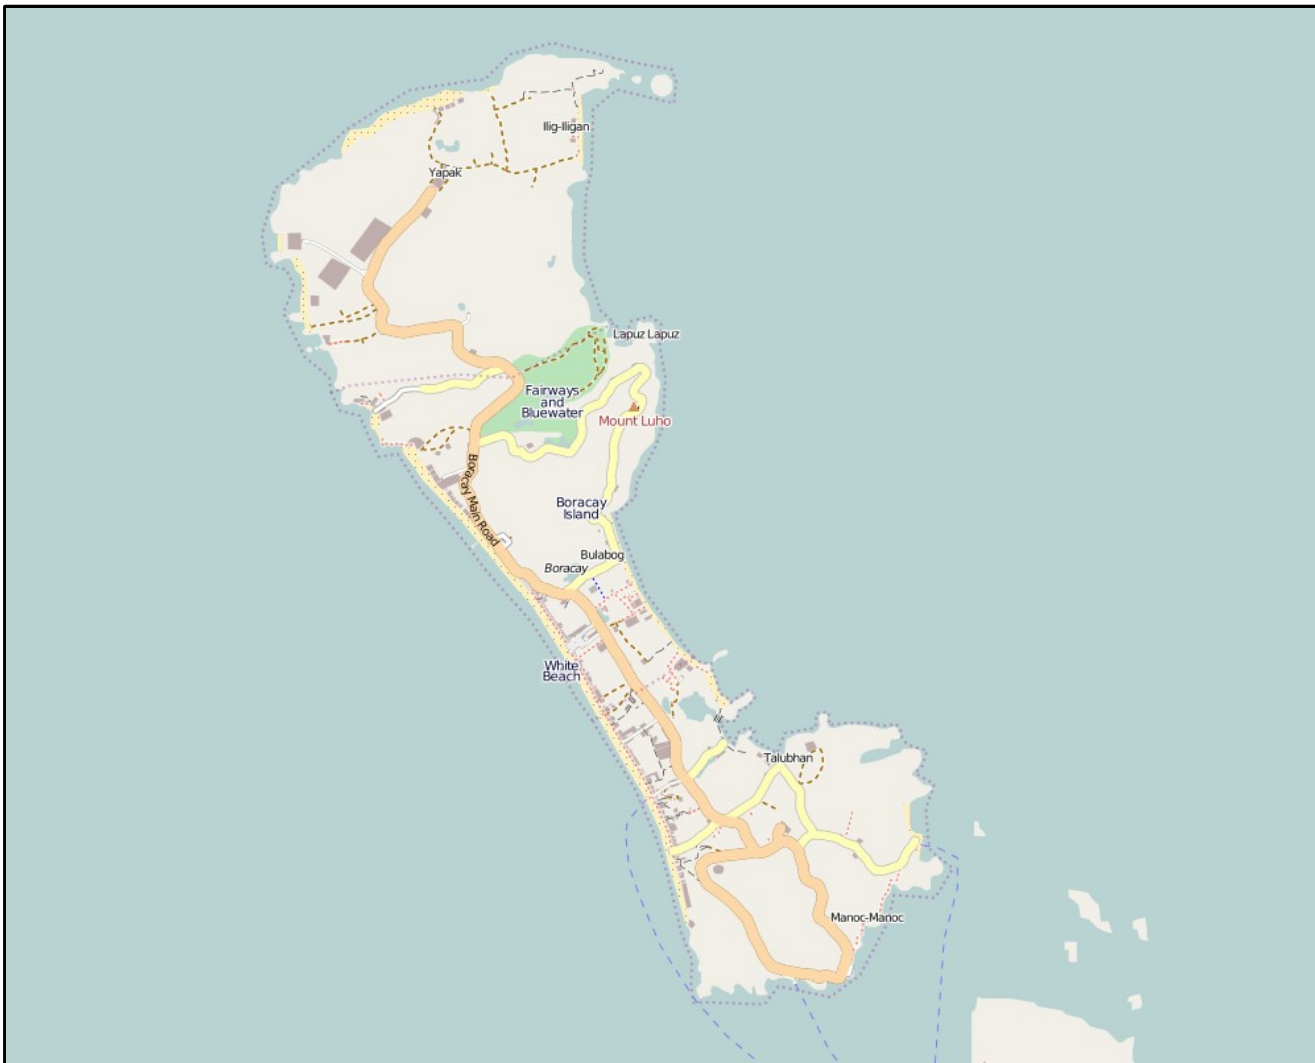 Ilig-Iligan
Yapak
Lapuz Lapuz
Fairways
and
Bluewater
Mount Luho
Boracay Main Road
Boracay
Island
Bulabog
Boracay
White
Beach
Talubhan
Manoc-Manoc